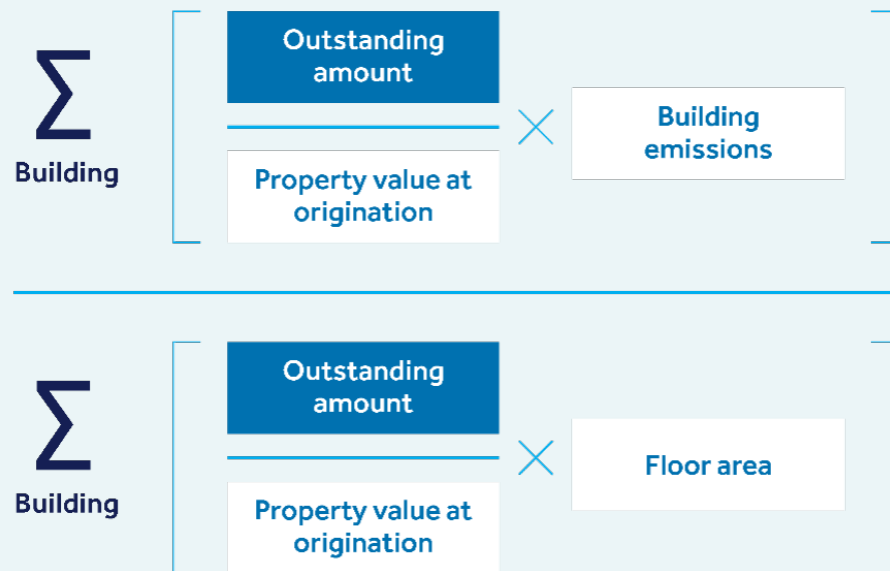 Σ
Building
Outstanding
amount
Property value at
origination
×
Building
emissions
Σ
Building
Outstanding
amount
Property value at
origination
×
Floor area